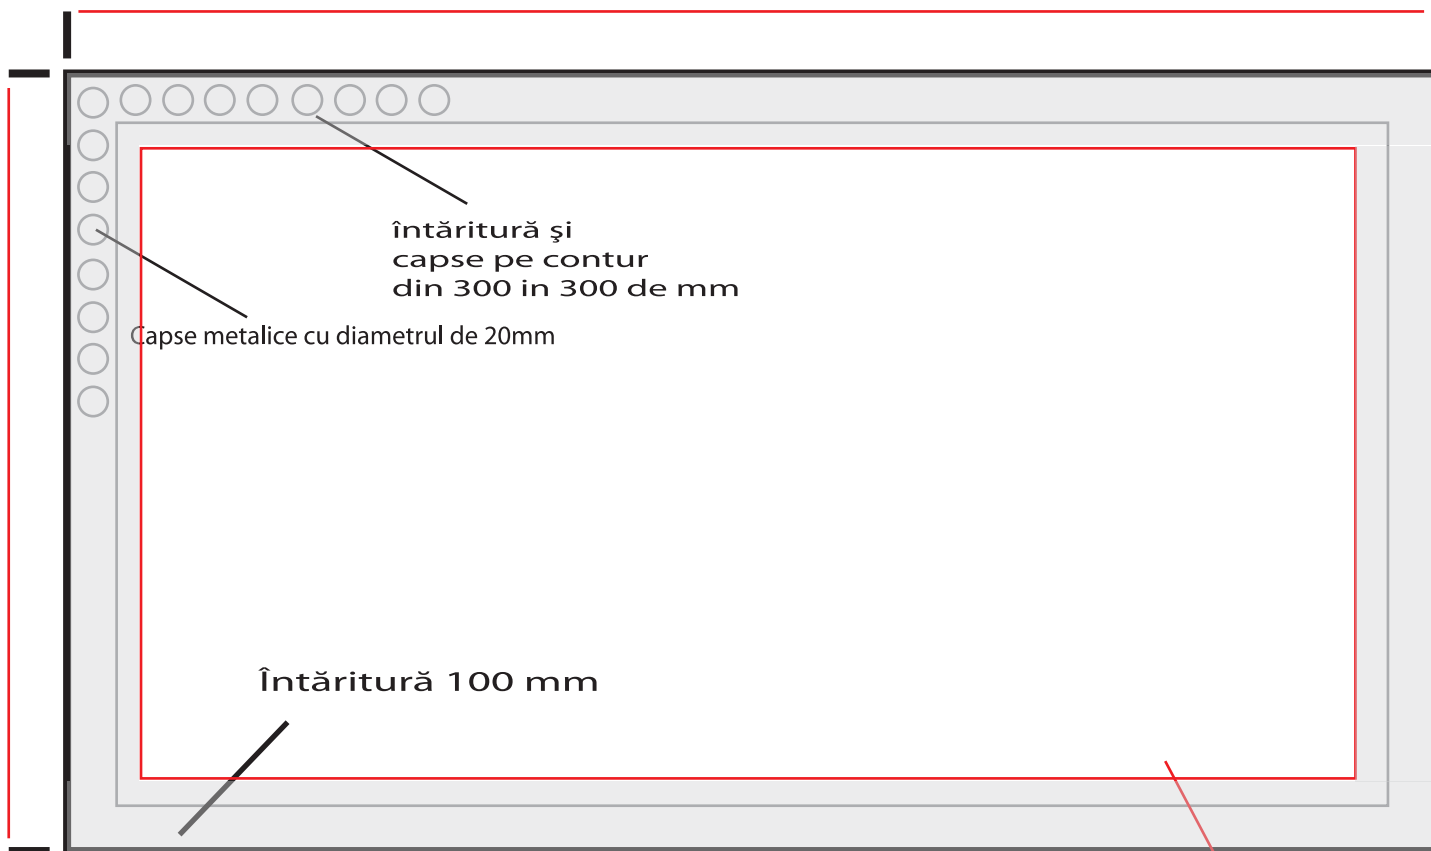 întăritură şi
capse pe contur
din 300 in 300 de mm
Capse metalice cu diametrul de 20mm
Întăritură 100 mm